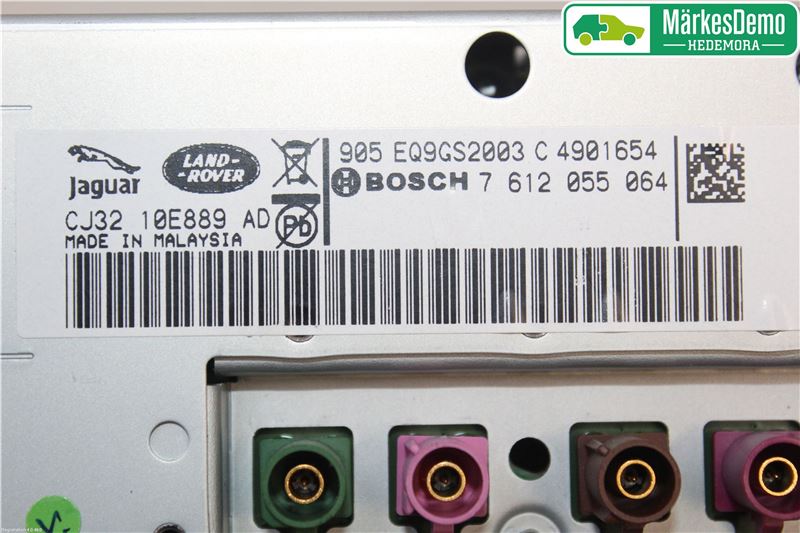 MärkesDemo
HEDEMORA
Jaguar
LAND-
ROVER
905 EQ9GS2003 C 4901654
BOSCH 7 612 055 064
CJ32 10E889 AD
Pb
MADE IN MALAYSIA